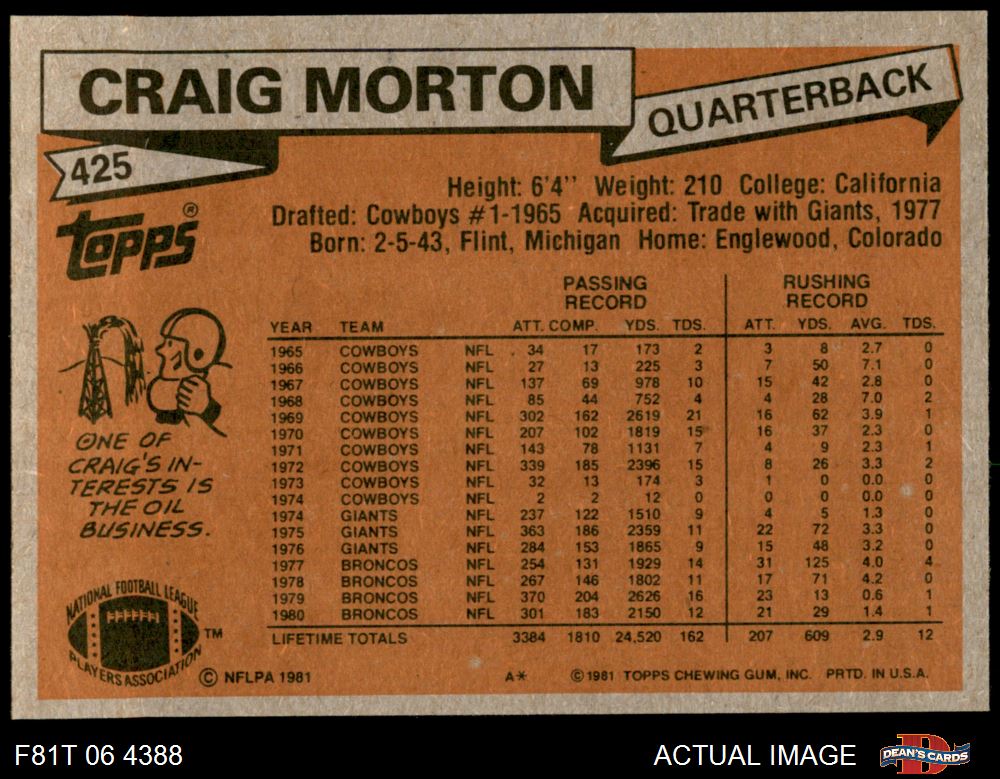 CRAIG MORTON
QUARTERBACK
425
Topps®
Height: 6'4" Weight: 210 College: California
Drafted: Cowboys #1-1965 Acquired: Trade with Giants, 1977
Born: 2-5-43, Flint, Michigan Home: Englewood, Colorado
PASSING RECORD RUSHING RECORD
YEAR TEAM ATT. COMP. YDS. TDS. ATT. YDS. AVG. TDS.
1965 COWBOYS NFL 34 17 173 2 3 8 2.7 0
1966 COWBOYS NFL 27 13 225 3 7 50 7.1 0
1967 COWBOYS NFL 137 69 978 10 15 42 2.8 0
1968 COWBOYS NFL 85 44 752 4 4 28 7.0 2
1969 COWBOYS NFL 302 162 2619 21 16 62 3.9 1
1970 COWBOYS NFL 207 102 1819 15 16 37 2.3 0
1971 COWBOYS NFL 143 78 1131 7 4 9 2.3 1
1972 COWBOYS NFL 339 185 2396 15 8 26 3.3 2
1973 COWBOYS NFL 32 13 174 3 1 0 0.0 0
1974 COWBOYS NFL 2 2 12 0 0 0 0.0 0
1974 GIANTS NFL 237 122 1510 9 4 5 1.3 0
1975 GIANTS NFL 363 186 2359 11 22 72 3.3 0
1976 GIANTS NFL 284 153 1865 9 15 48 3.2 0
1977 BRONCOS NFL 254 131 1929 14 31 125 4.0 4
1978 BRONCOS NFL 267 146 1802 11 17 71 4.2 0
1979 BRONCOS NFL 370 204 2626 16 23 13 0.6 1
1980 BRONCOS NFL 301 183 2150 12 21 29 1.4 1
LIFETIME TOTALS 3384 1810 24,520 162 207 609 2.9 12
ONE OF
CRAIG'S IN-
TERESTS IS
THE OIL
BUSINESS.
NATIONAL FOOTBALL LEAGUE
PLAYERS ASSOCIATION
TM
© NFLPA 1981 A* © 1981 TOPPS CHEWING GUM, INC. PRTD. IN U.S.A.
F81T 06 4388 ACTUAL IMAGE
D
DEAN'S CARDS